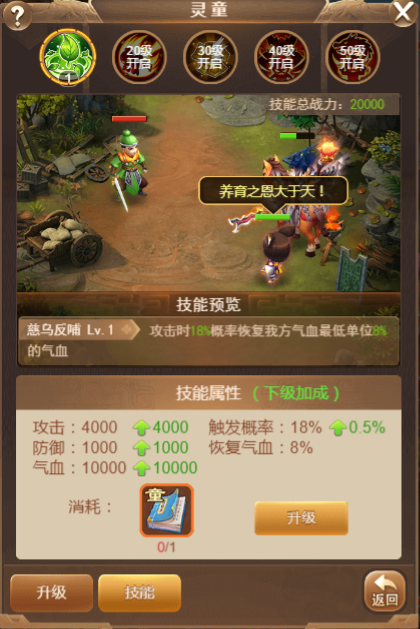 灵童
?
1
20级
开启
30级
开启
40级
开启
50级
开启
技能总战力：20000
养育之恩大于天！
技能预览
慈乌反哺 Lv.1 攻击时18%概率恢复我方气血最低单位8%
的气血
技能属性（下级加成）
攻击：4000 4000 触发概率：18% 0.5%
防御：1000 1000 恢复气血：8%
气血：10000 10000
消耗：
童
0/1
升级
升级
技能
返回